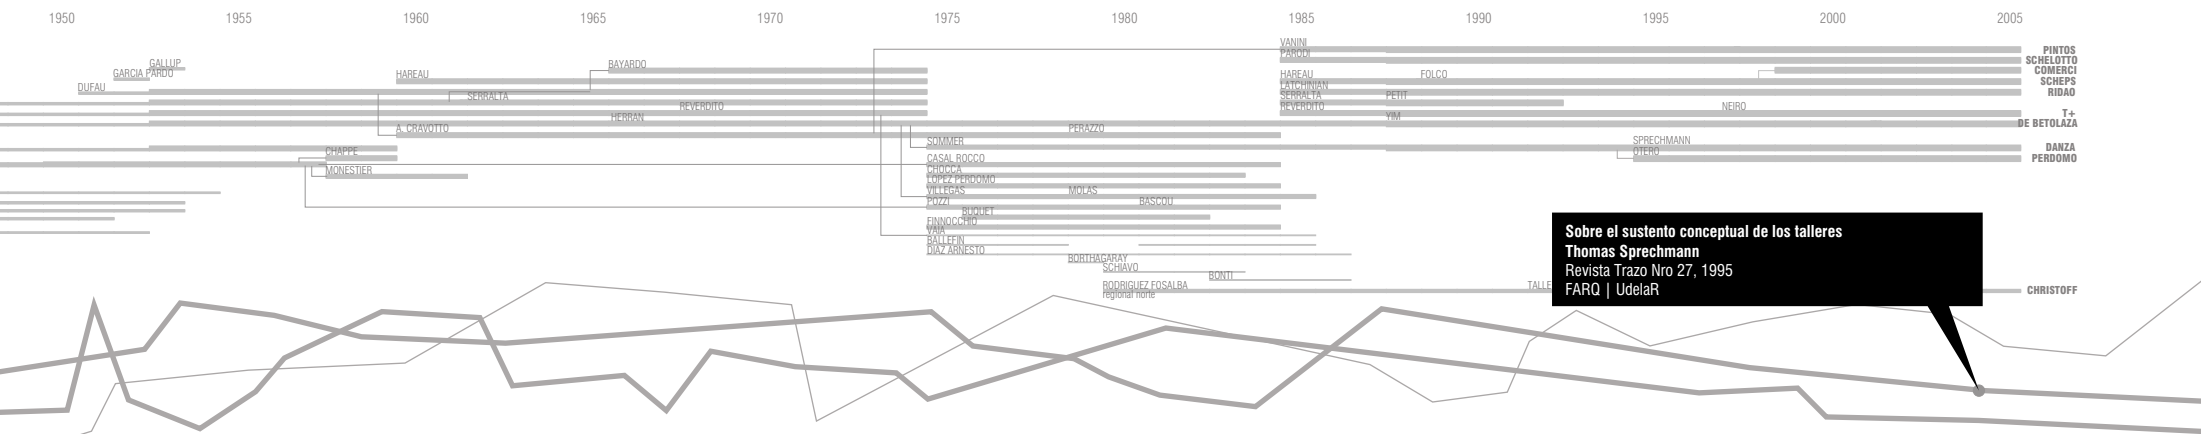 1950 1955 1960 1965 1970 1975 1980 1985 1990 1995 2000 2005
VANINI
PINTOS
PARODI
SCHELOTTO
GALLUP
BAYARDO
COMERCI
GARCIA PARDO
HAREAU
HAREAU
FOLCO
SCHEPS
DUFAU
LATCHINIAN
RIDAO
SERRALTA
SERRALTA
PETIT
REVERDITO
REVERDITO
NEIRO
T+
HERRAN
YIM
DE BETOLAZA
A. CRAVOTTO
PERAZZO
SOMMER
SPRECHMANN
DANZA
CHAPPE
OTERO
PERDOMO
CASAL ROCCO
MONESTIER
CHOCCA
LOPEZ PERDOMO
VILLEGAS
MOLAS
POZZI
BASCOU
BUQUET
FINNOCCHIO
VAIA
BALLEFIN
DIAZ ARNESTO
BORTHAGARAY
SCHIAVO
BONTI
RODRIGUEZ FOSALBA
regional norte
TALLE
CHRISTOFF
Sobre el sustento conceptual de los talleres
Thomas Sprechmann
Revista Trazo Nro 27, 1995
FARQ | UdelaR